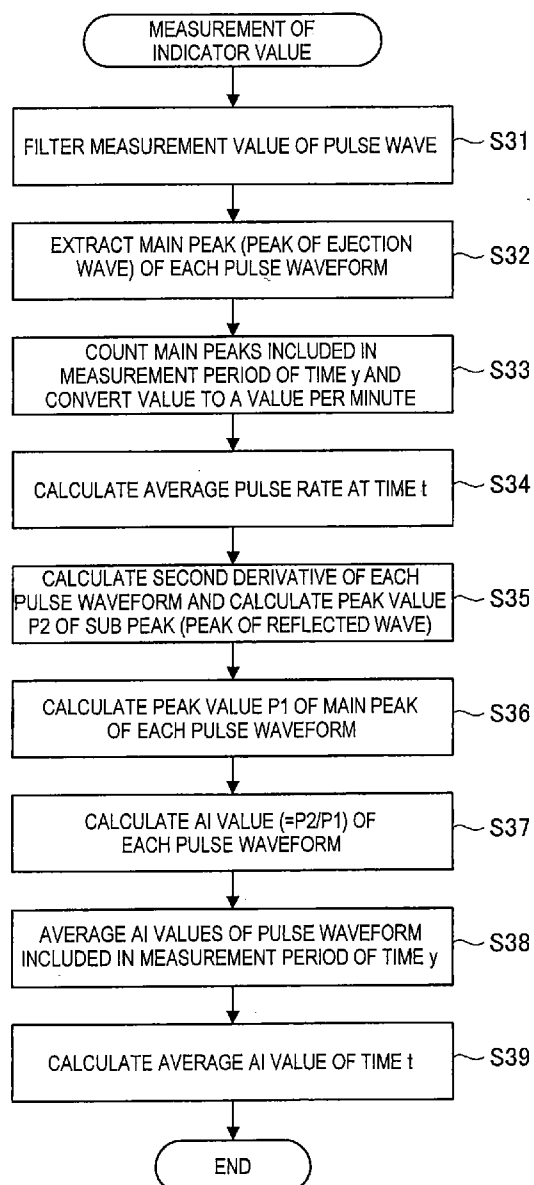 MEASUREMENT OF
INDICATOR VALUE
FILTER MEASUREMENT VALUE OF PULSE WAVE
S31
EXTRACT MAIN PEAK (PEAK OF EJECTION
WAVE) OF EACH PULSE WAVEFORM
S32
COUNT MAIN PEAKS INCLUDED IN
MEASUREMENT PERIOD OF TIME y AND
CONVERT VALUE TO A VALUE PER MINUTE
S33
CALCULATE AVERAGE PULSE RATE AT TIME t
S34
CALCULATE SECOND DERIVATIVE OF EACH
PULSE WAVEFORM AND CALCULATE PEAK VALUE
P2 OF SUB PEAK (PEAK OF REFLECTED WAVE)
S35
CALCULATE PEAK VALUE P1 OF MAIN PEAK
OF EACH PULSE WAVEFORM
S36
CALCULATE AI VALUE (=P2/P1) OF
EACH PULSE WAVEFORM
S37
AVERAGE AI VALUES OF PULSE WAVEFORM
INCLUDED IN MEASUREMENT PERIOD OF TIME y
S38
CALCULATE AVERAGE AI VALUE OF TIME t
S39
END